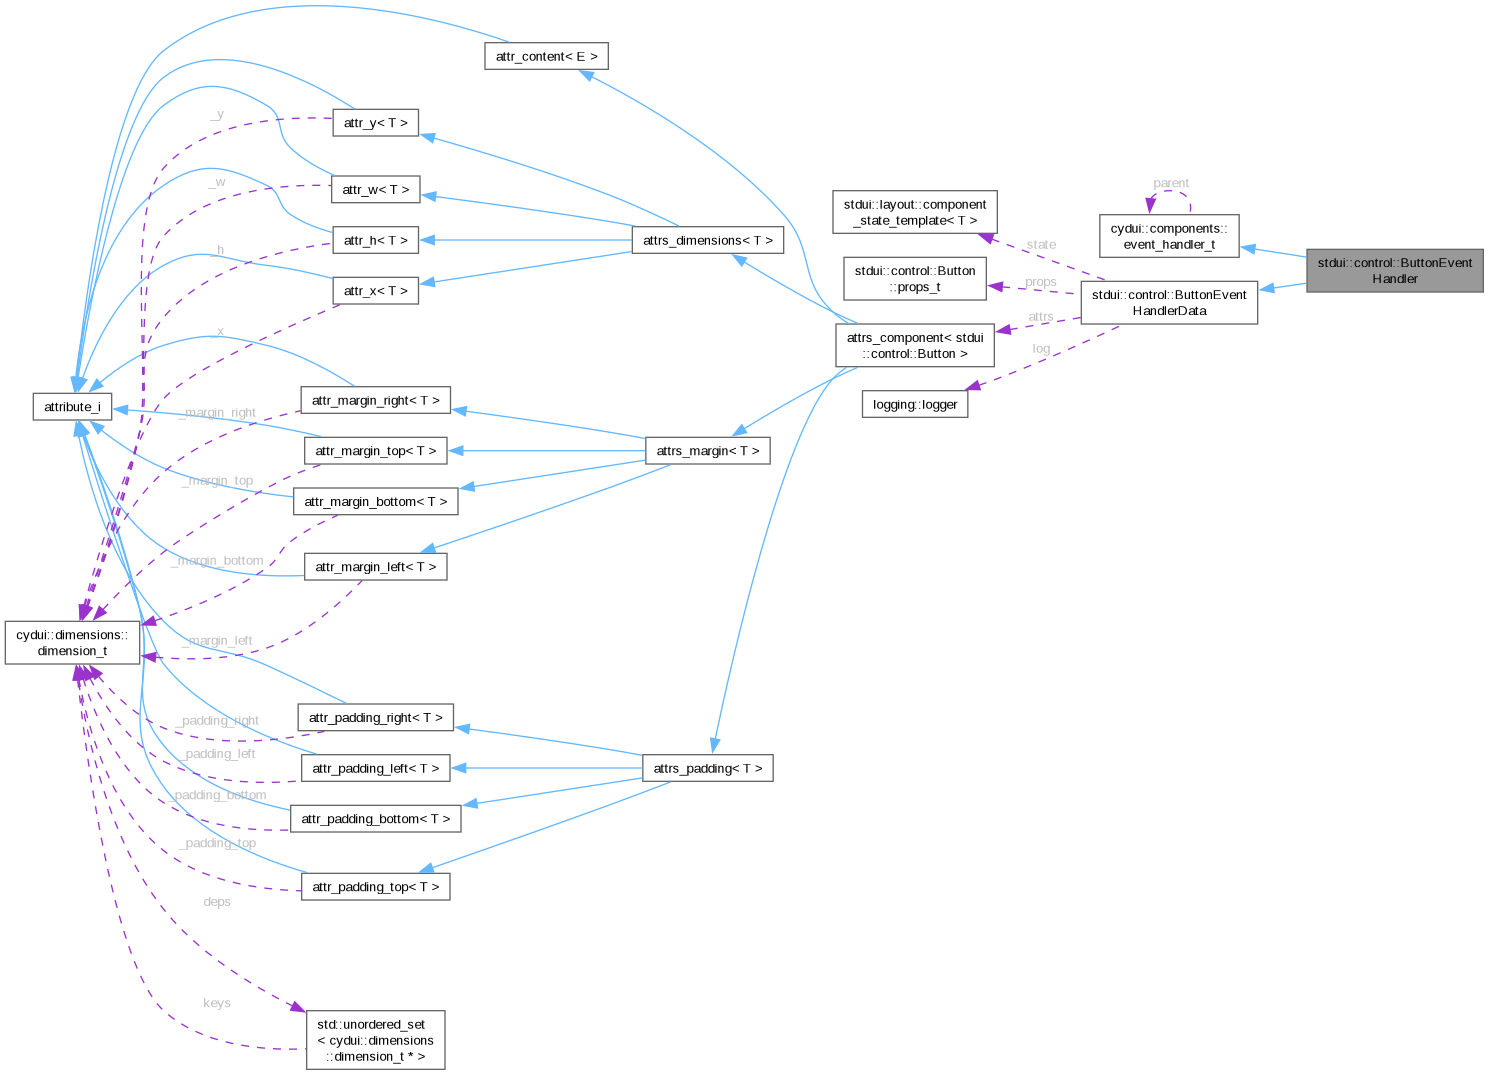 attr_content< E >
_y
attr_y< T >
_w
attr_w< T >
attr_h< T >
_h
attr_x< T >
_x
attrs_dimensions< T >
stdui::layout::component
_state_template< T >
stdui::control::Button
::props_t
attrs_component< stdui
::control::Button >
logging::logger
parent
cydui::components::
event_handler_t
state
props
attrs
log
stdui::control::ButtonEvent
HandlerData
stdui::control::ButtonEvent
Handler
attribute_i
attr_margin_right< T >
_margin_right
attr_margin_top< T >
_margin_top
attr_margin_bottom< T >
_margin_bottom
attr_margin_left< T >
_margin_left
attrs_margin< T >
cydui::dimensions::
dimension_t
attr_padding_right< T >
_padding_right
attr_padding_left< T >
_padding_left
attr_padding_bottom< T >
_padding_bottom
attr_padding_top< T >
_padding_top
attrs_padding< T >
deps
keys
std::unordered_set
< cydui::dimensions
::dimension_t * >